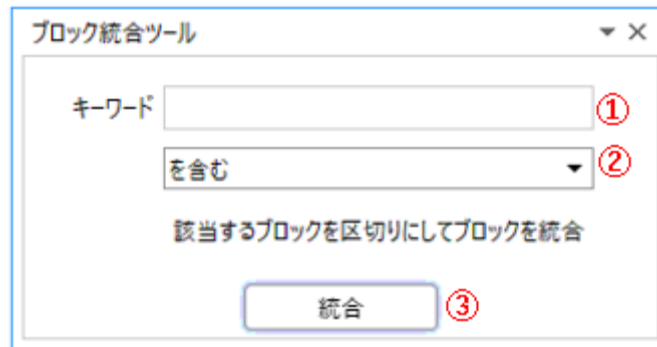 ブロック統合ツール
キーワード ①
を含む ②
該当するブロックを区切りにしてブロックを統合
統合 ③